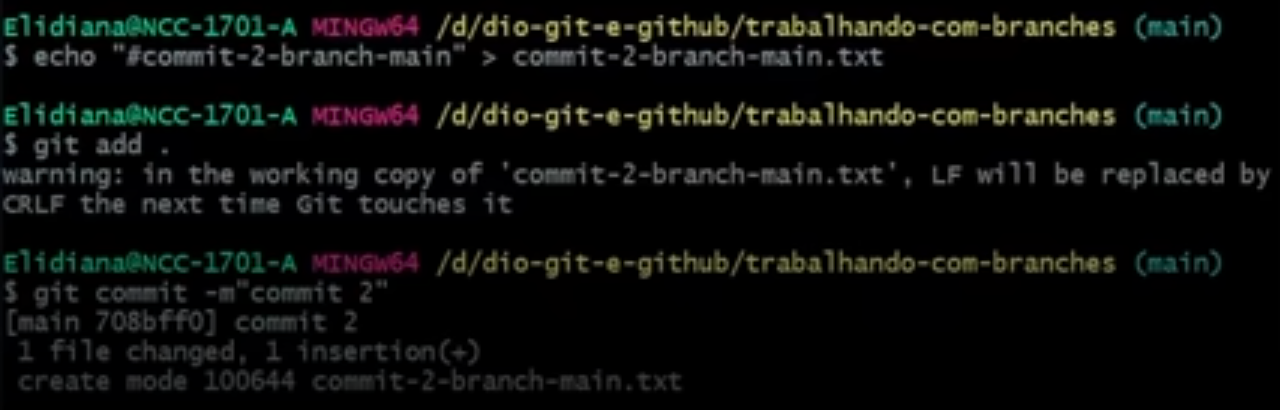 Elidiana@NCC-1701-A MINGW64 /d/dio-git-e-github/trabalhando-com-branches (main)
$ echo "#commit-2-branch-main" > commit-2-branch-main.txt
Elidiana@NCC-1701-A MINGW64 /d/dio-git-e-github/trabalhando-com-branches (main)
$ git add .
warning: in the working copy of 'commit-2-branch-main.txt', LF will be replaced by
CRLF the next time Git touches it
Elidiana@NCC-1701-A MINGW64 /d/dio-git-e-github/trabalhando-com-branches (main)
$ git commit -m"commit 2"
[main 708bff0] commit 2
1 file changed, 1 insertion(+)
create mode 100644 commit-2-branch-main.txt